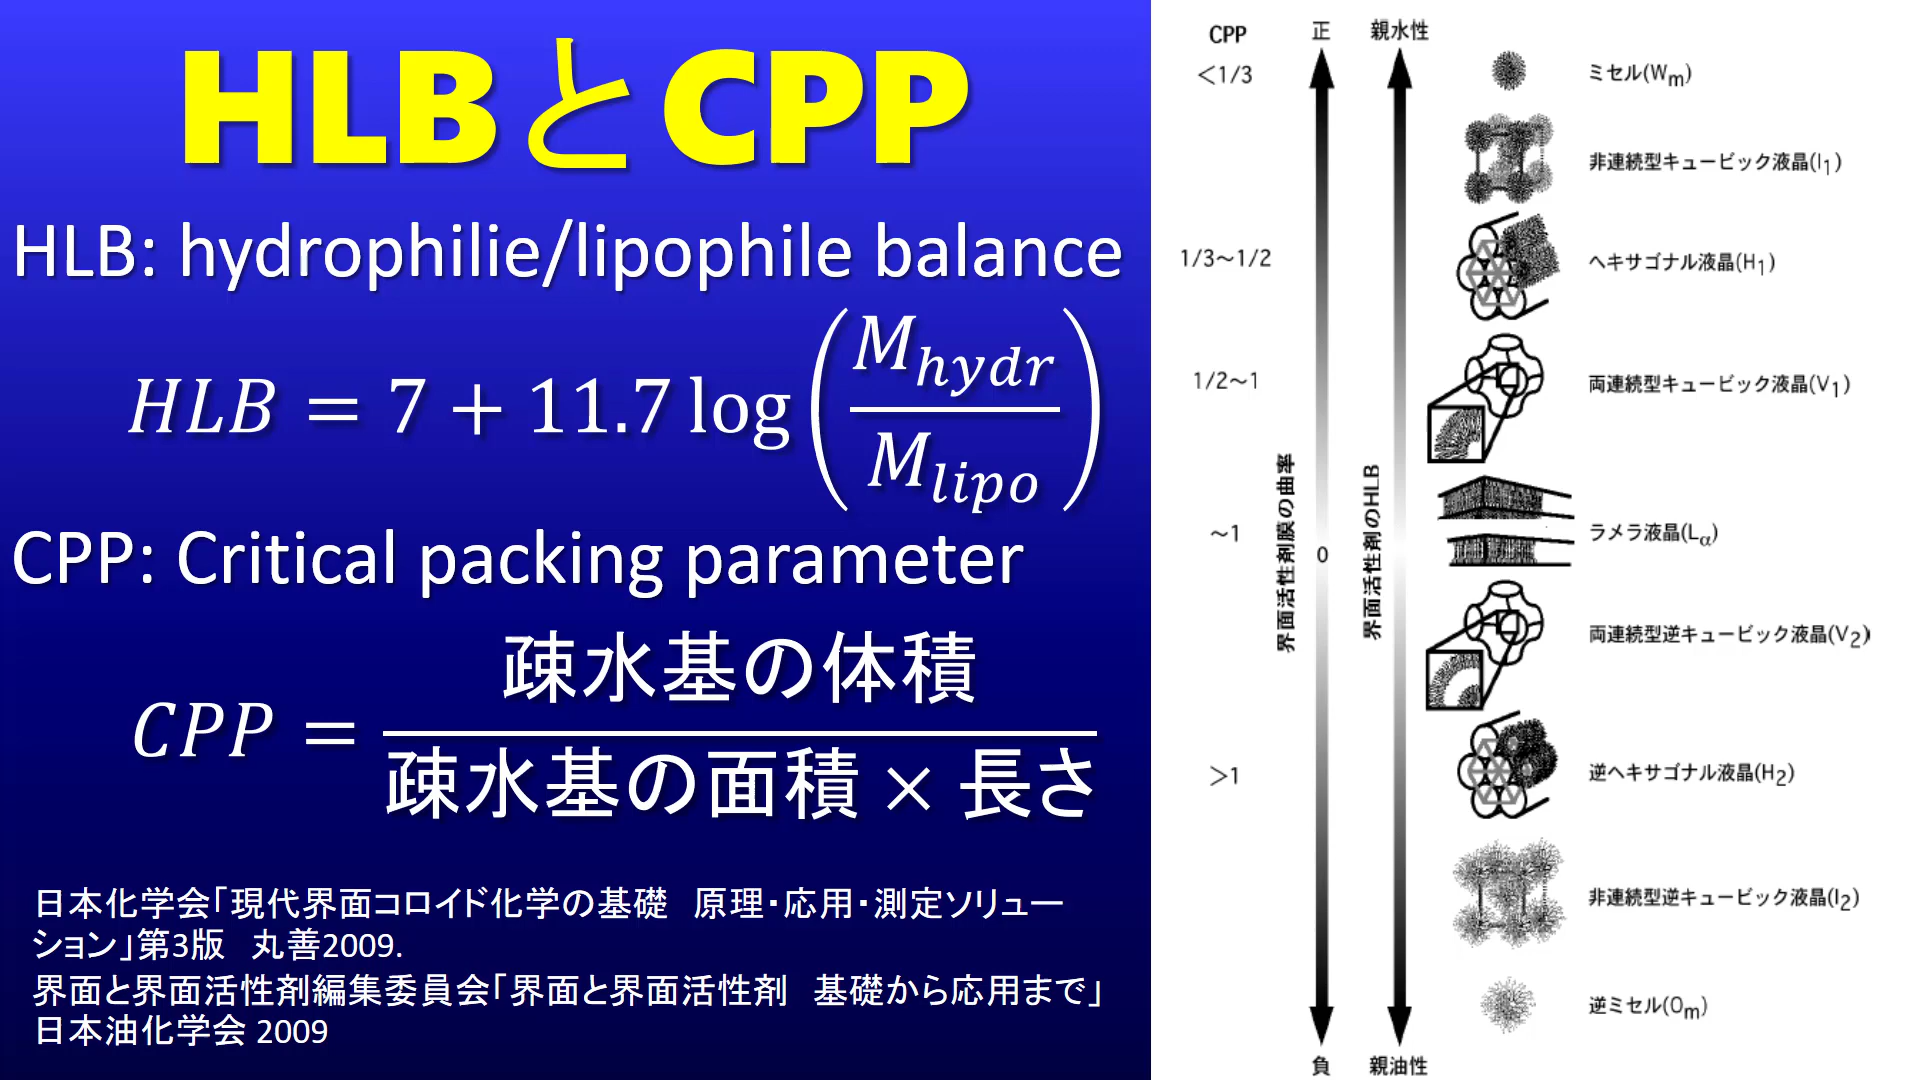 HLBとCPP
HLB: hydrophilie/lipophile balance
HLB = 7 + 11.7 log (M_hydr / M_lipo)
CPP: Critical packing parameter
疎水基の体積
CPP =
疎水基の面積 × 長さ
日本化学会「現代界面コロイド化学の基礎　原理・応用・測定ソリュー
ション」第3版　丸善2009.
界面と界面活性剤編集委員会「界面と界面活性剤　基礎から応用まで」
日本油化学会 2009
CPP 正 親水性
<1/3 ミセル(Wm)
非連続型キュービック液晶(I1)
1/3~1/2 ヘキサゴナル液晶(H1)
1/2~1 両連続型キュービック液晶(V1)
界面活性剤膜の曲率
界面活性剤のHLB
~1 0 ラメラ液晶(Lα)
両連続型逆キュービック液晶(V2)
>1 逆ヘキサゴナル液晶(H2)
非連続型逆キュービック液晶(I2)
逆ミセル(Om)
負 親油性